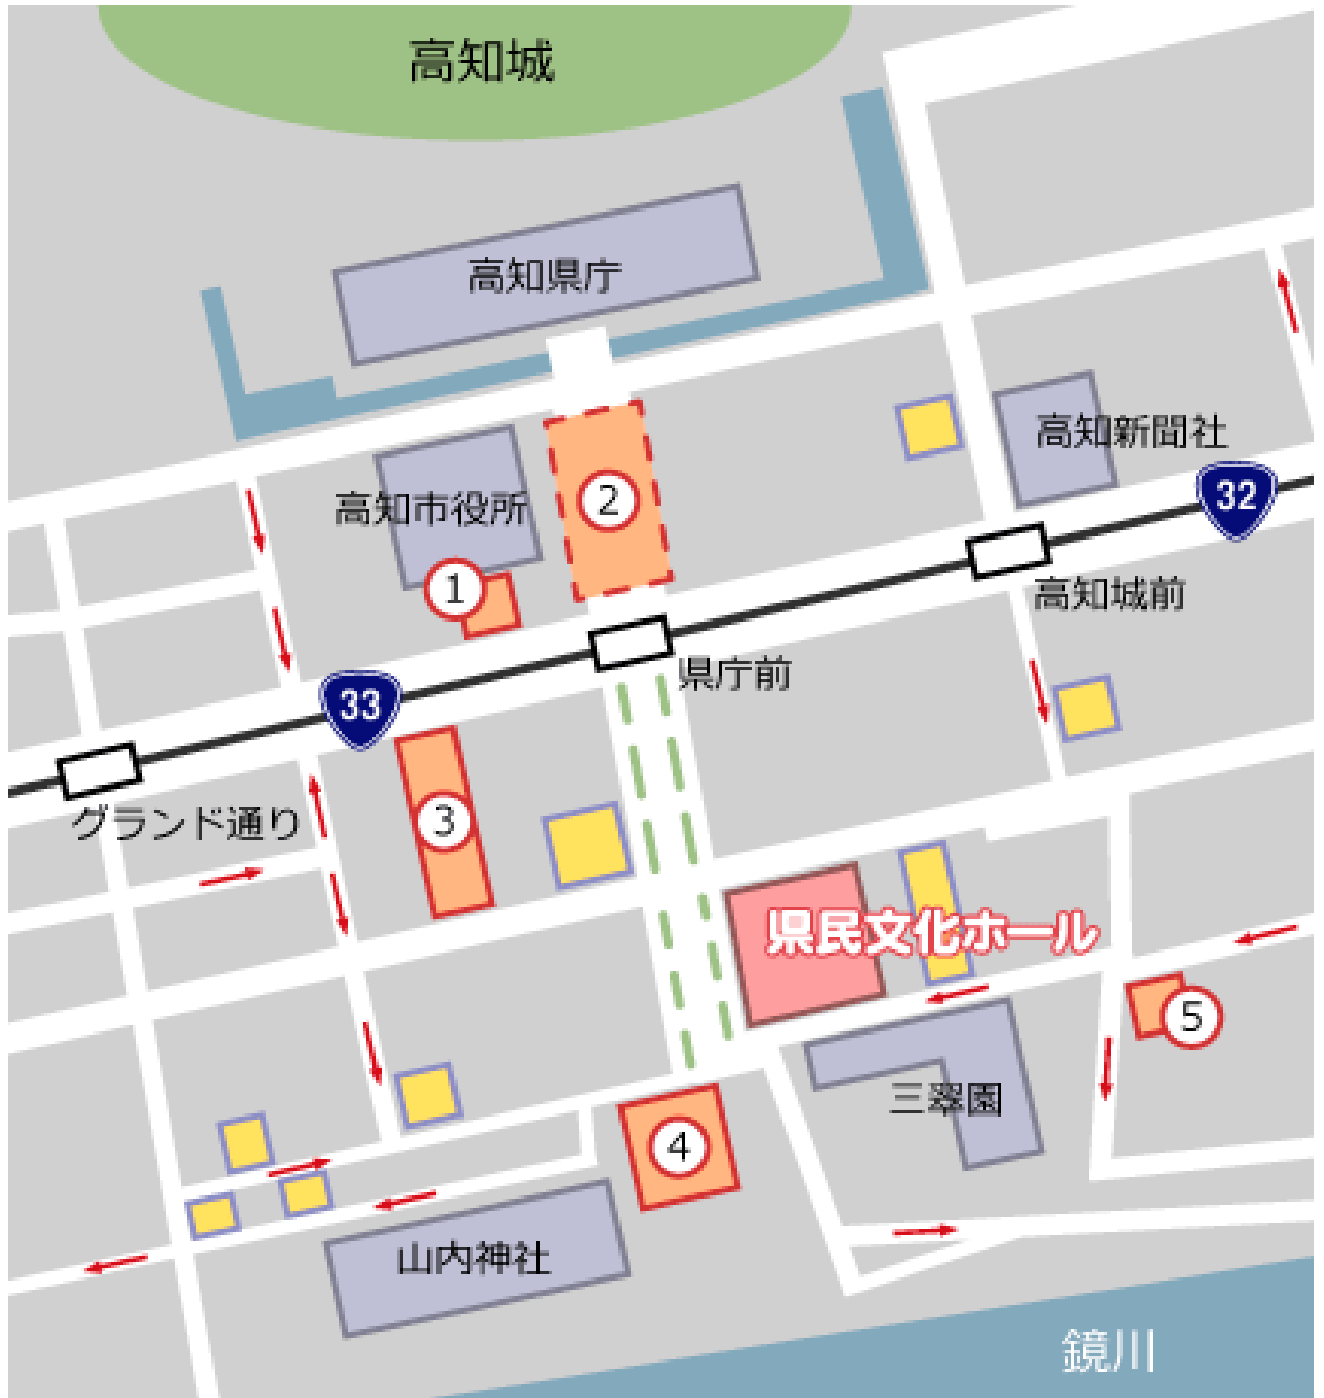 高知城
高知県庁
高知新聞社
32
高知市役所
2
1
高知城前
県庁前
33
グランド通り
3
県民文化ホール
5
三翠園
4
山内神社
鏡川